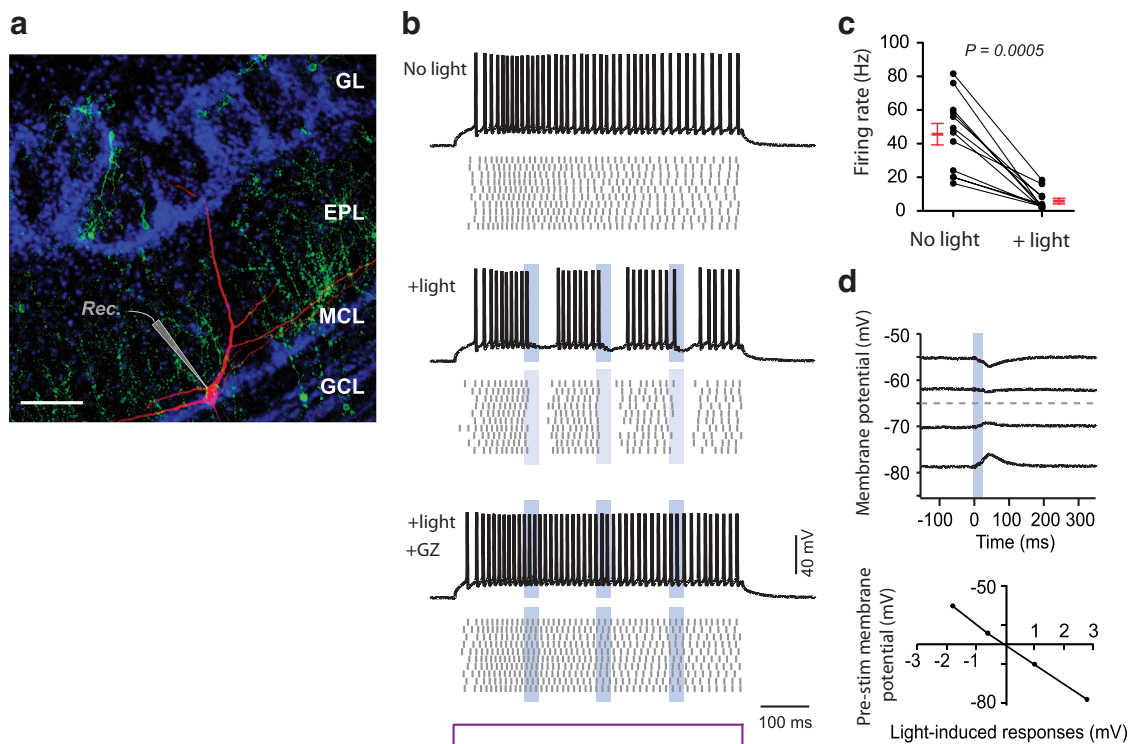 a
GL
EPL
Rec.
MCL
GCL
b
No light
+light
+light
+GZ
40 mV
100 ms
c
P = 0.0005
Firing rate (Hz)
100
80
60
40
20
0
No light
+ light
d
Membrane potential (mV)
-50
-60
-70
-80
-100
0
100
200
300
Time (ms)
Pre-stim membrane
potential (mV)
-50
-3
-2
-1
1
2
3
-80
Light-induced responses (mV)